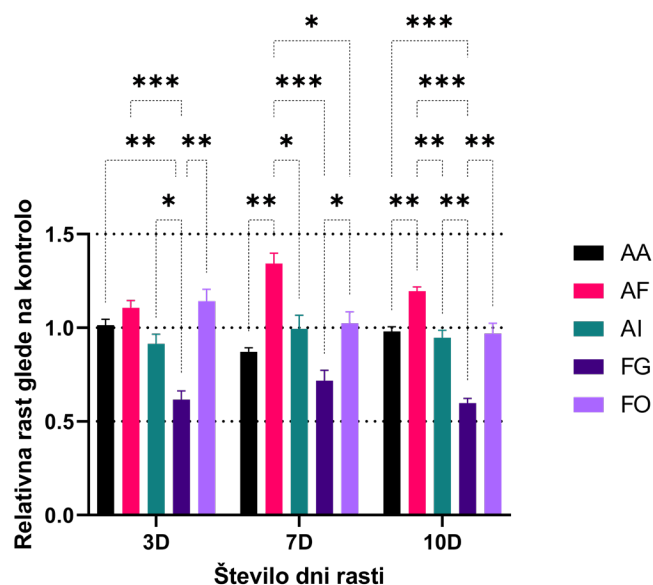 * ***
*** *** ***
** ** * ** **
* ** * ** **
1.5
1.0
0.5
0.0
Relativna rast glede na kontrolo
3D 7D 10D
Število dni rasti
AA
AF
AI
FG
FO